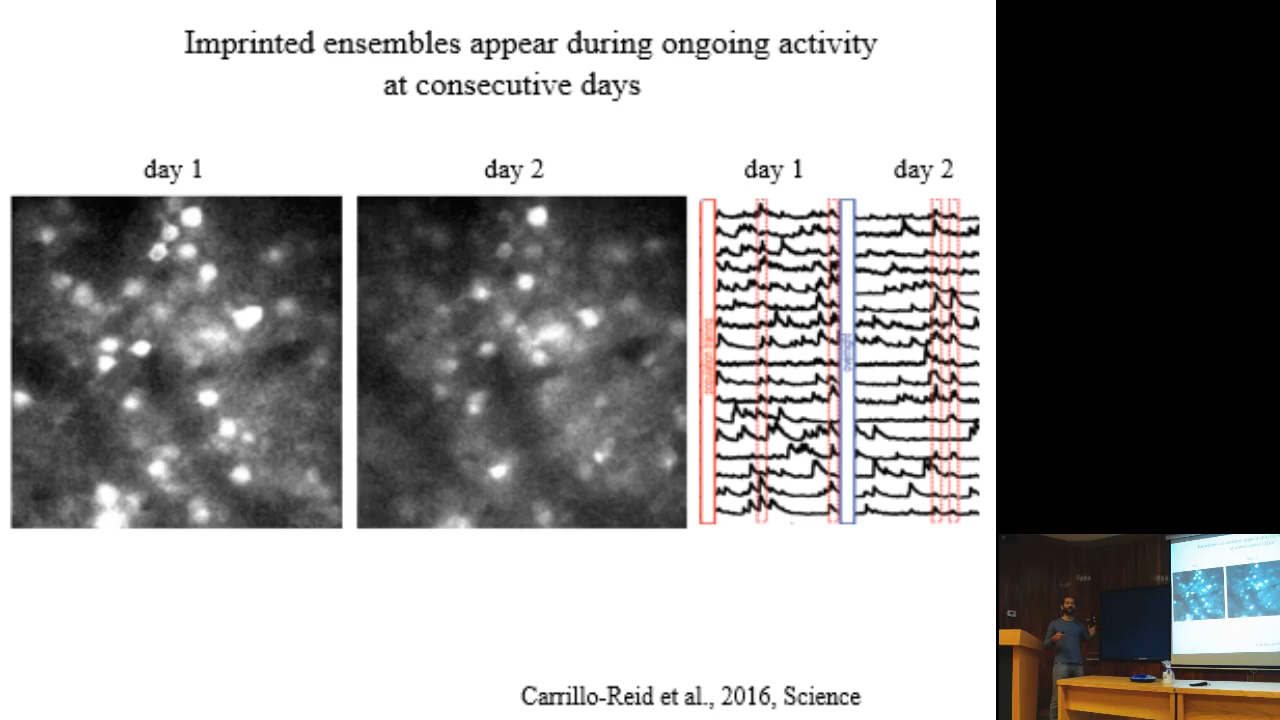 Imprinted ensembles appear during ongoing activity
at consecutive days
day 1
day 2
day 1
day 2
Carrillo-Reid et al., 2016, Science